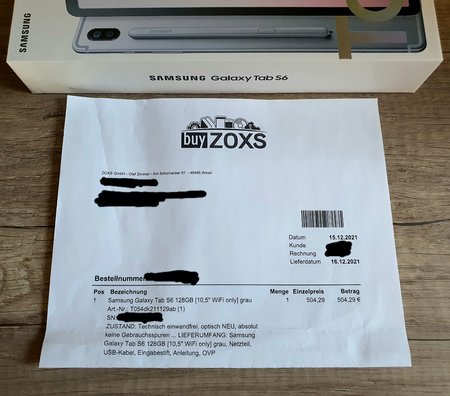 SAMSUNG
SAMSUNG Galaxy Tab S6
buyZOXS
ZOXS GmbH - Olaf Zimmer - Am Schornacker 51 - 46485 Wesel
Datum 15.12.2021
Kunde
Rechnung
Lieferdatum 16.12.2021
Bestellnummer
Pos Bezeichnung Menge Einzelpreis Betrag
1 Samsung Galaxy Tab S6 128GB [10,5" WiFi only] grau 1 504,29 504,29 €
Art.-Nr.: T054dk211129ab (1)
SN:
ZUSTAND: Technisch einwandfrei, optisch NEU, absolut
keine Gebrauchsspuren ... LIEFERUMFANG: Samsung
Galaxy Tab S6 128GB [10,5" WiFi only] grau, Netzteil,
USB-Kabel, Eingabestift, Anleitung, OVP